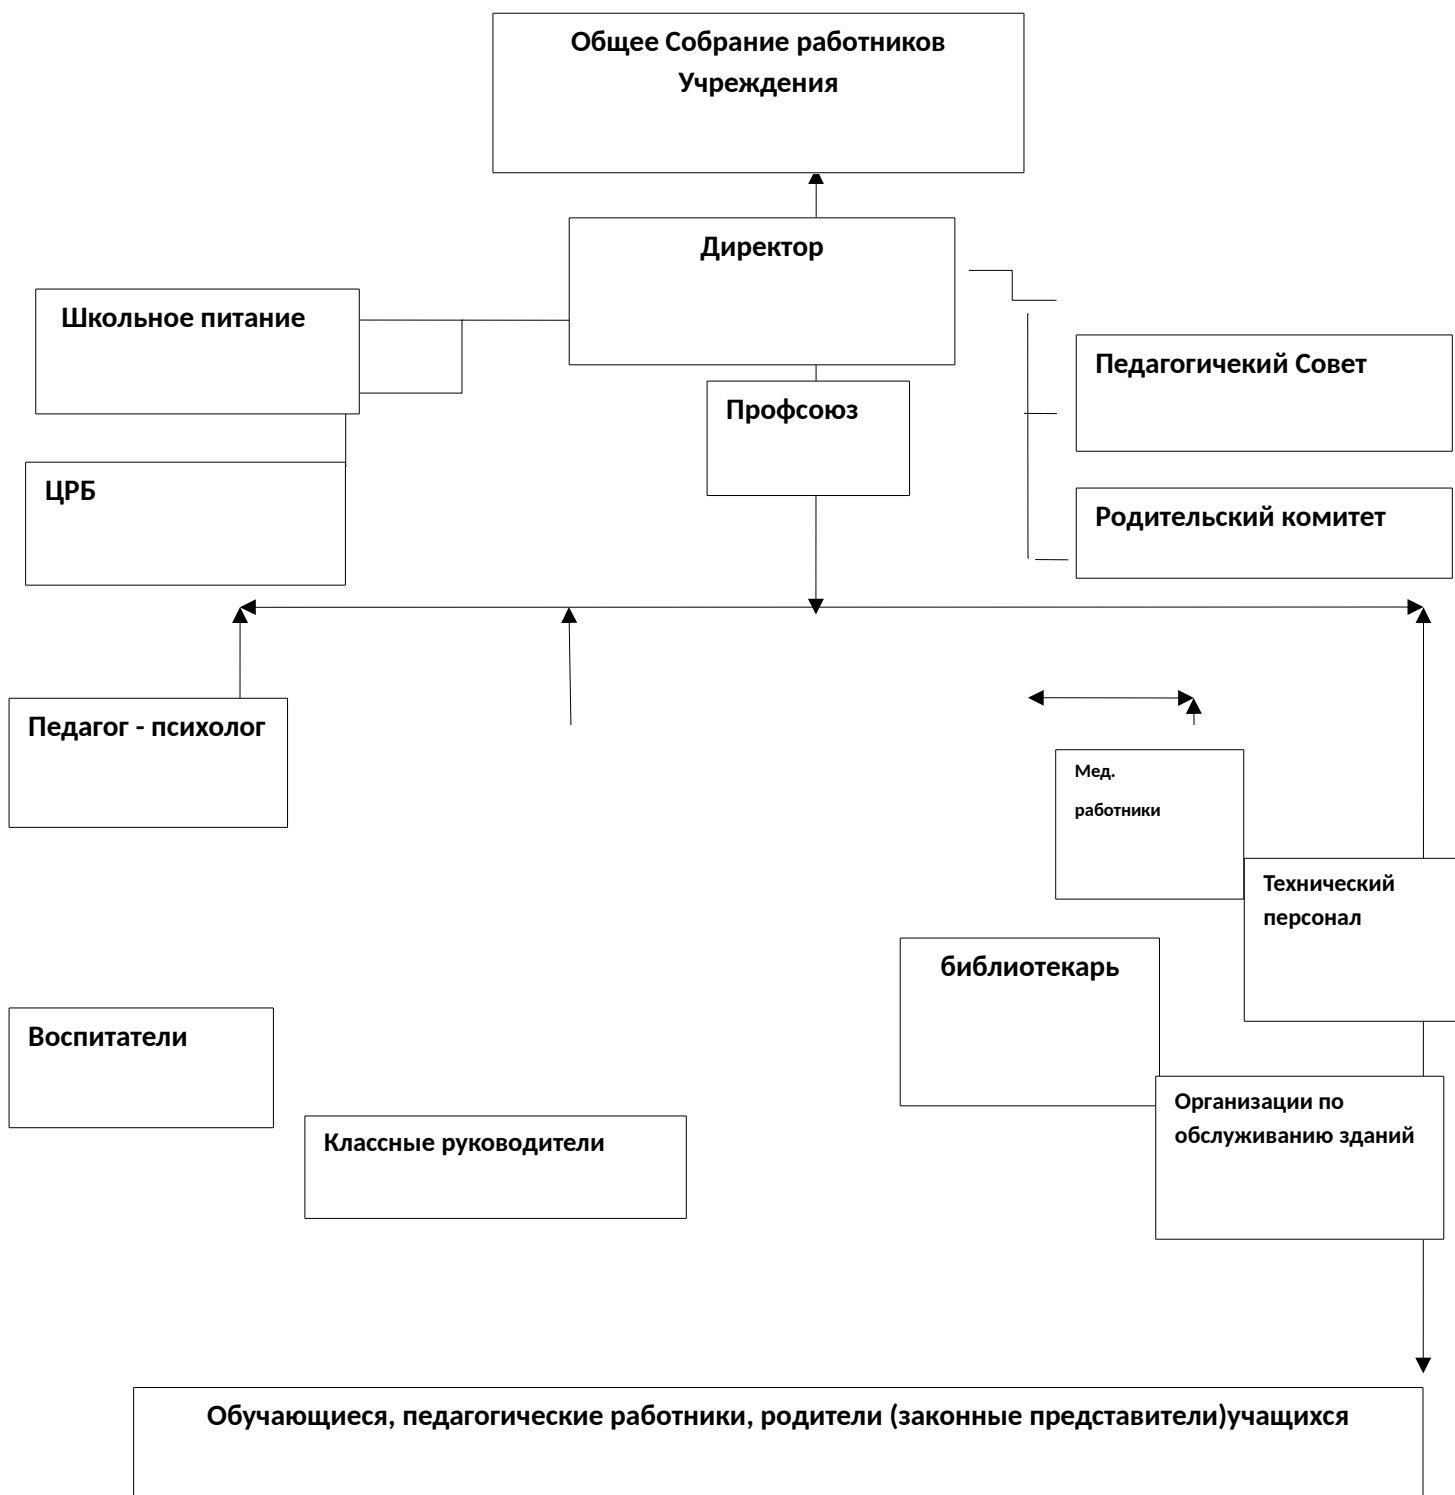 Общее Собрание работников
Учреждения
Директор
Школьное питание
Педагогичекий Совет
Профсоюз
ЦРБ
Родительский комитет
Педагог - психолог
Мед.
работники
Технический
персонал
библиотекарь
Воспитатели
Организации по
обслуживанию зданий
Классные руководители
Обучающиеся, педагогические работники, родители (законные представители)учащихся